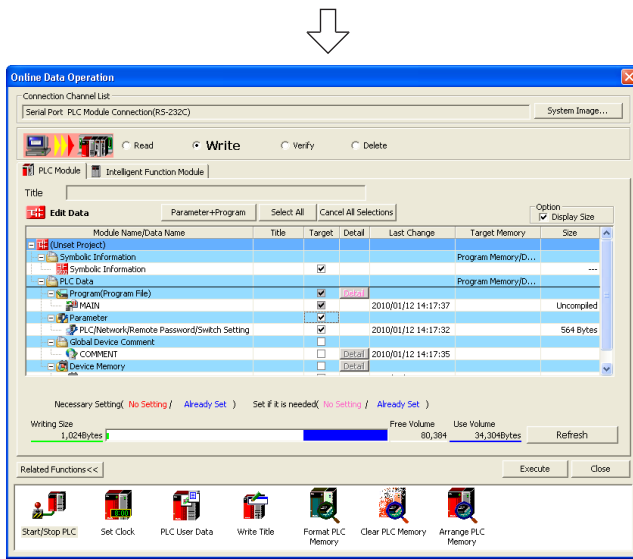 Online Data Operation
Connection Channel List
Serial Port PLC Module Connection(RS-232C)
System Image...
Read
Write
Verify
Delete
PLC Module
Intelligent Function Module
Title
Edit Data
Parameter+Program
Select All
Cancel All Selections
Option
Display Size
Module Name/Data Name Title Target Detail Last Change Target Memory Size
(Unset Project)
Symbolic Information Program Memory/D...
Symbolic Information ---
PLC Data Program Memory/D...
Program(Program File) Detail
MAIN 2010/01/12 14:17:37 Uncompiled
Parameter
PLC/Network/Remote Password/Switch Setting 2010/01/12 14:17:32 564 Bytes
Global Device Comment
COMMENT Detail 2010/01/12 14:17:35
Device Memory Detail
Necessary Setting( No Setting / Already Set ) Set if it is needed( No Setting / Already Set )
Writing Size Free Volume Use Volume
1,024Bytes 80,384 34,304Bytes Refresh
Related Functions<< Execute Close
Start/Stop PLC
Set Clock
PLC User Data
Write Title
Format PLC
Memory
Clear PLC Memory
Arrange PLC
Memory